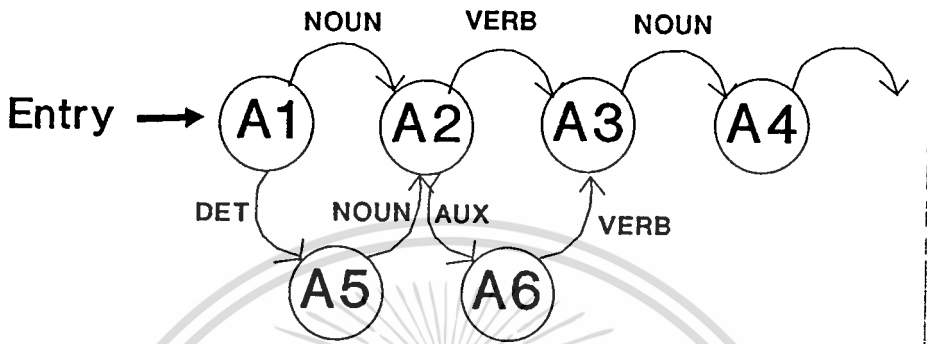 NOUN VERB NOUN
Entry A1 A2 A3 A4
DET NOUN AUX VERB
A5 A6